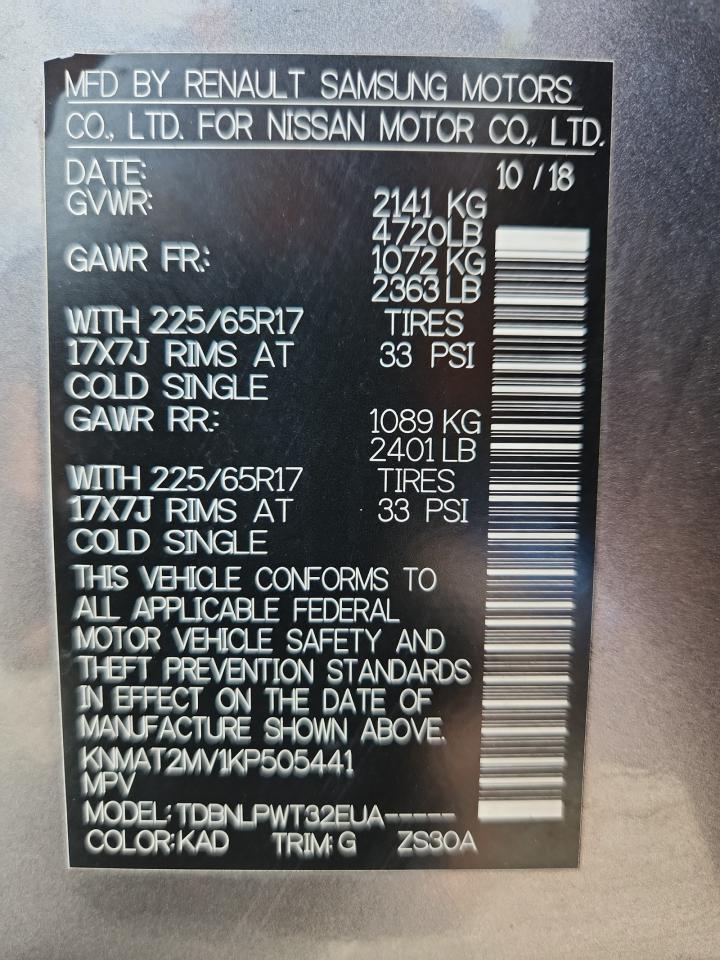 MFD BY RENAULT SAMSUNG MOTORS
CO., LTD. FOR NISSAN MOTOR CO., LTD.
DATE: 10 / 18
GVWR: 2141 KG
4720LB
GAWR FR.: 1072 KG
2363 LB
WITH 225/65R17 TIRES
17X7J RIMS AT 33 PSI
COLD SINGLE
GAWR RR.: 1089 KG
2401 LB
WITH 225/65R17 TIRES
17X7J RIMS AT 33 PSI
COLD SINGLE
THIS VEHICLE CONFORMS TO
ALL APPLICABLE FEDERAL
MOTOR VEHICLE SAFETY AND
THEFT PREVENTION STANDARDS
IN EFFECT ON THE DATE OF
MANUFACTURE SHOWN ABOVE.
KNMAT2MV1KP505441
MPV
MODEL: TDBNLPWT32EUA-----
COLOR:KAD TRIM: G ZS30A